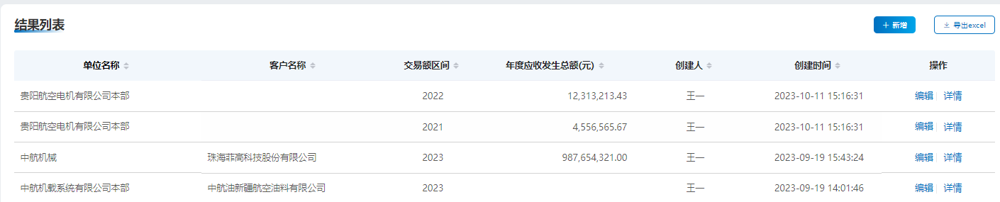 结果列表
新增 导出excel
单位名称 客户名称 交易额区间 年度应收发生总额(元) 创建人 创建时间 操作
贵阳航空电机有限公司本部 2022 12,313,213.43 王一 2023-10-11 15:16:31 编辑 详情
贵阳航空电机有限公司本部 2021 4,556,565.67 王一 2023-10-11 15:16:31 编辑 详情
中航机械 珠海菲高科技股份有限公司 2023 987,654,321.00 王一 2023-09-19 15:43:24 编辑 详情
中航机载系统有限公司本部 中航油新疆航空油料有限公司 2023 王一 2023-09-19 14:01:46 编辑 详情